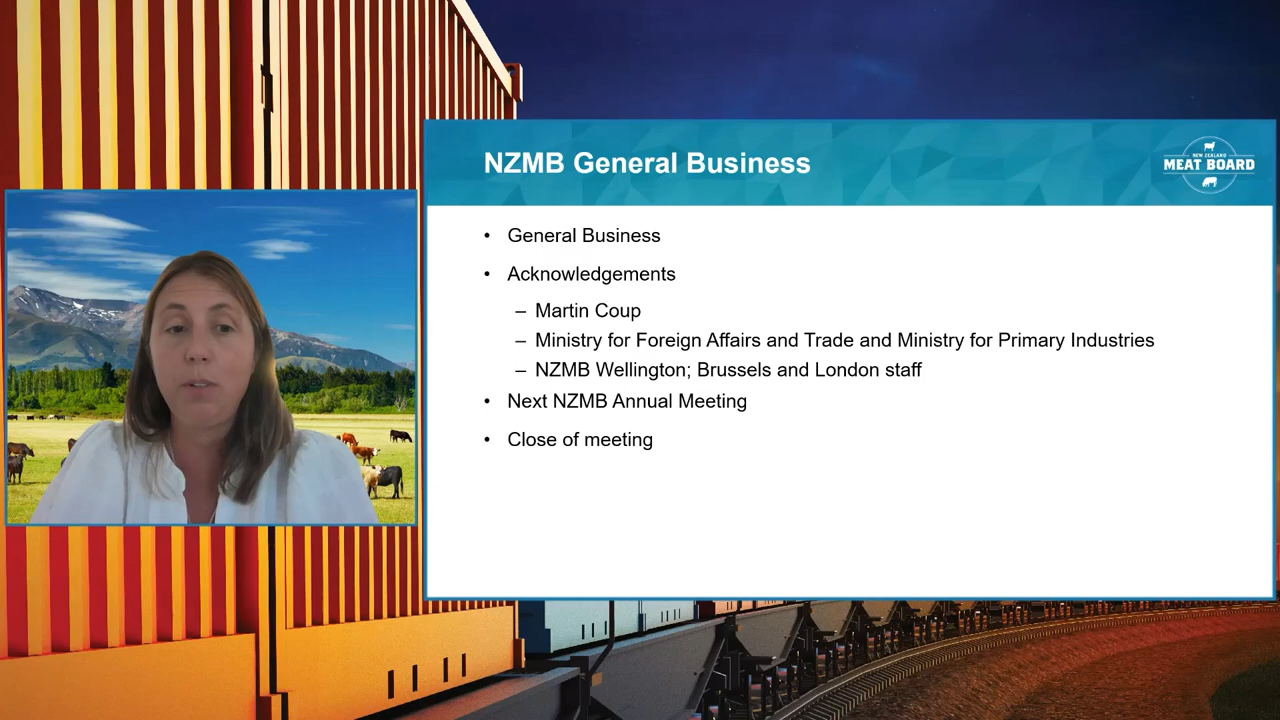 NZMB General Business
NEW ZEALAND
MEAT BOARD
• General Business
• Acknowledgements
– Martin Coup
– Ministry for Foreign Affairs and Trade and Ministry for Primary Industries
– NZMB Wellington; Brussels and London staff
• Next NZMB Annual Meeting
• Close of meeting